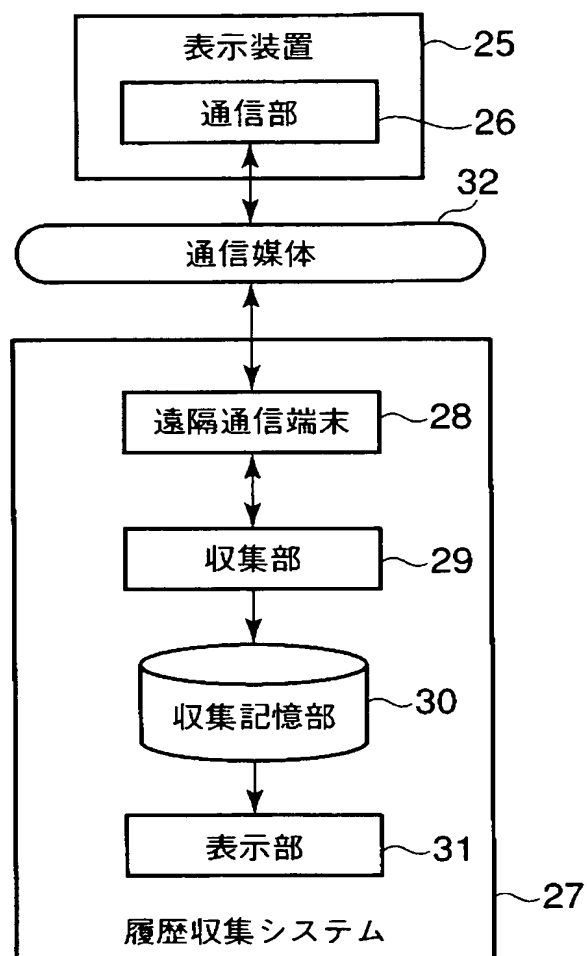 表示装置
25
通信部
26
32
通信媒体
遠隔通信端末
28
収集部
29
収集記憶部
30
表示部
31
27
履歴収集システム